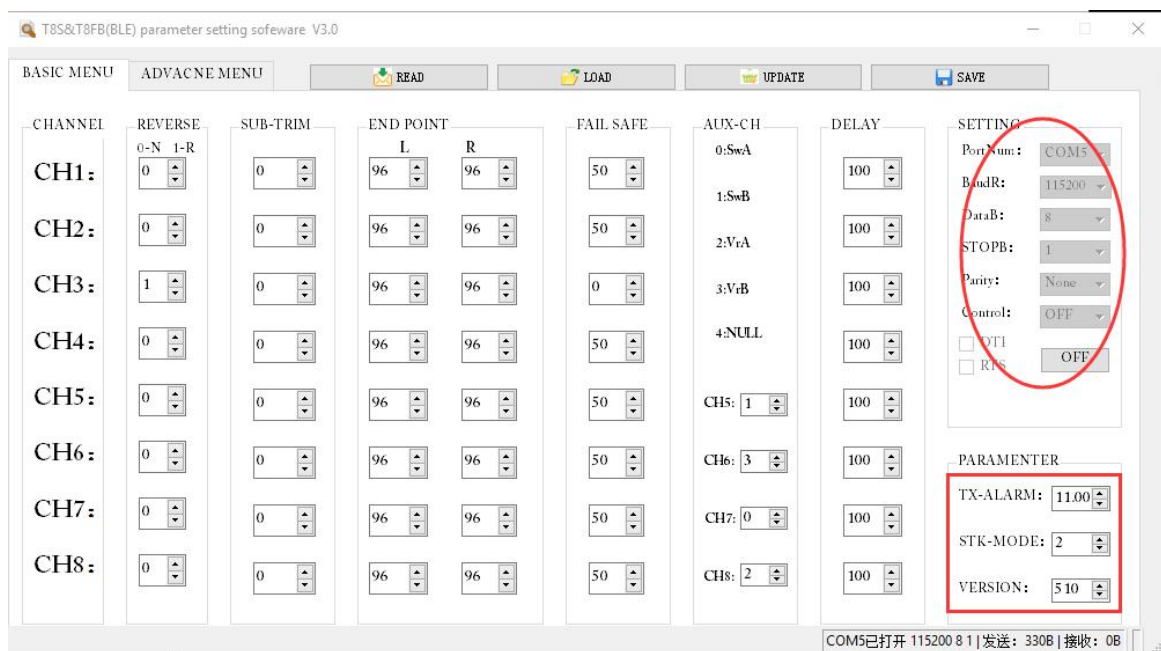 T8S&T8FB(BLE) parameter setting sofeware V3.0
BASIC MENU ADVACNE MENU READ LOAD UPDATE SAVE
CHANNEL REVERSE SUB-TRIM END POINT FAIL SAFE AUX-CH DELAY SETTING
0-N 1-R L R 0:SwA PortNum: COM5
CH1: 0 0 96 96 50 100
1:SwB BaudR: 115200
CH2: 0 0 96 96 50 100 DataB: 8
2:VrA STOPB: 1
CH3: 1 0 96 96 0 3:VrB 100 Parity: None
Control: OFF
CH4: 0 0 96 96 50 4:NULL 100
RTS OFF
CH5: 0 0 96 96 50 CH5: 1 100
CH6: 0 0 96 96 50 CH6: 3 100 PARAMENTER
TX-ALARM: 11.00
CH7: 0 0 96 96 50 CH7: 0 100
STK-MODE: 2
CH8: 0 0 96 96 50 CH8: 2 100 VERSION: 5 10
COM5已打开 115200 8 1 | 发送: 330B | 接收: 0B